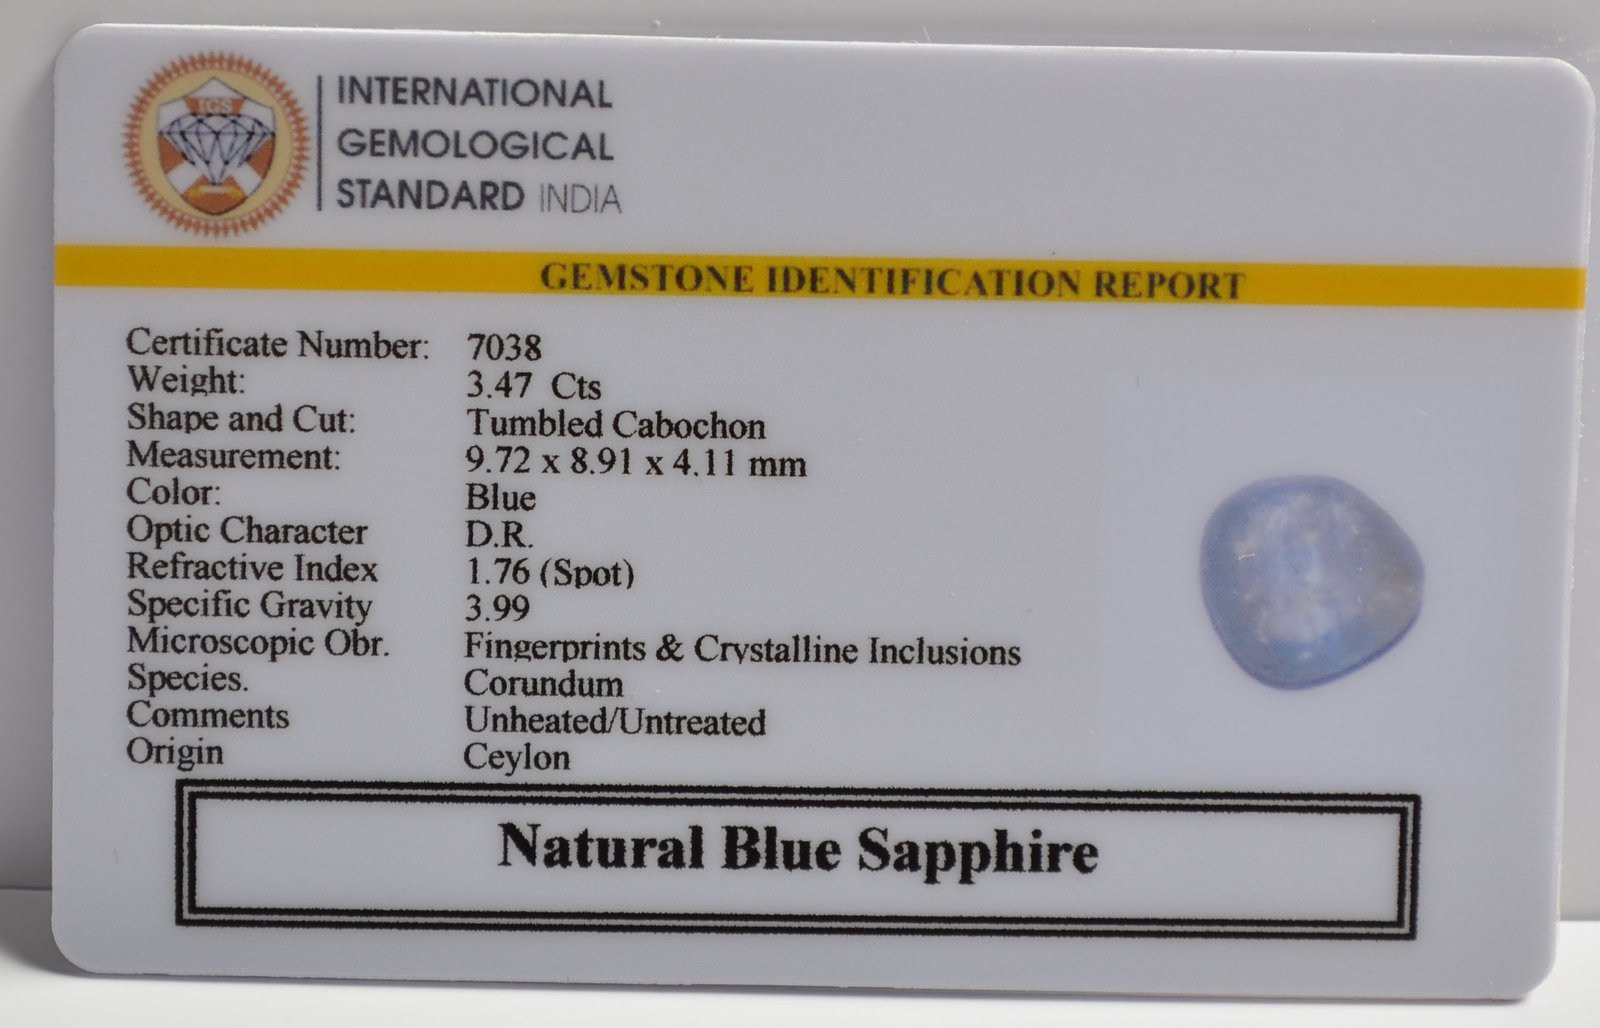 IGS
INTERNATIONAL
GEMOLOGICAL
STANDARD INDIA
GEMSTONE IDENTIFICATION REPORT
Certificate Number: 7038
Weight: 3.47 Cts
Shape and Cut: Tumbled Cabochon
Measurement: 9.72 x 8.91 x 4.11 mm
Color: Blue
Optic Character D.R.
Refractive Index 1.76 (Spot)
Specific Gravity 3.99
Microscopic Obr. Fingerprints & Crystalline Inclusions
Species. Corundum
Comments Unheated/Untreated
Origin Ceylon
Natural Blue Sapphire